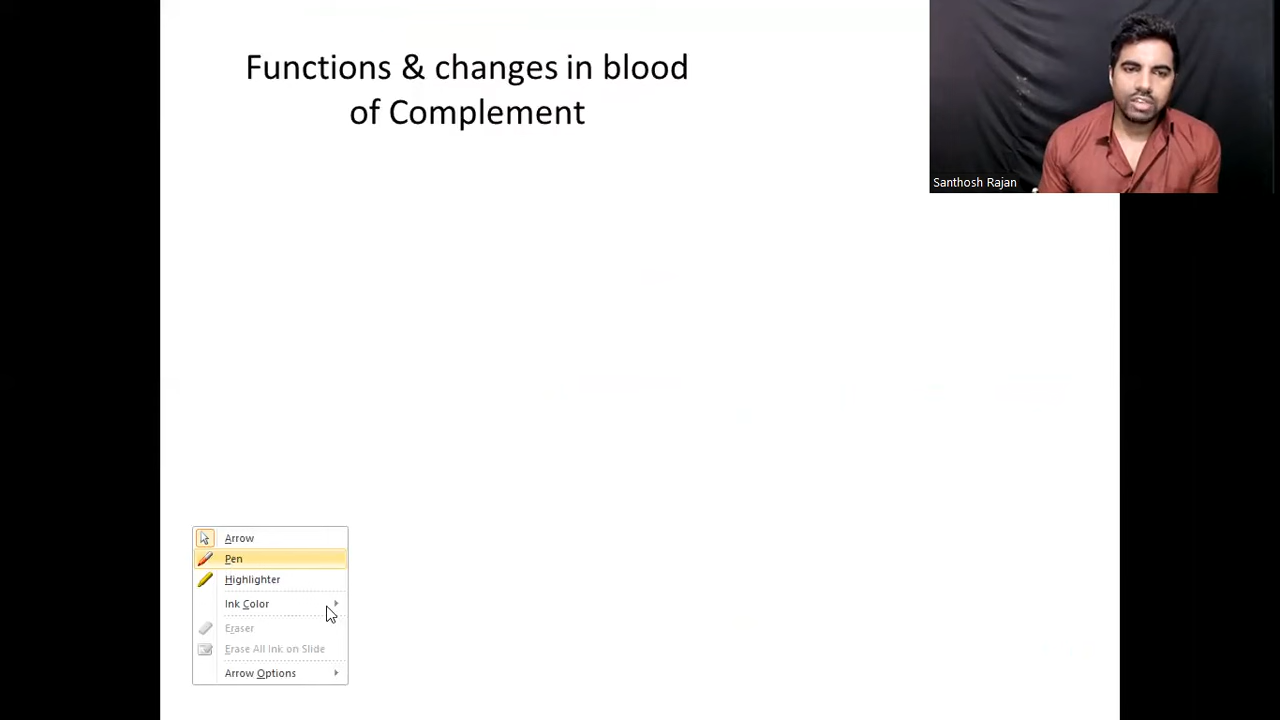 Functions & changes in blood
of Complement
Santhosh Rajan
Arrow
Pen
Highlighter
Ink Color
Eraser
Erase All Ink on Slide
Arrow Options